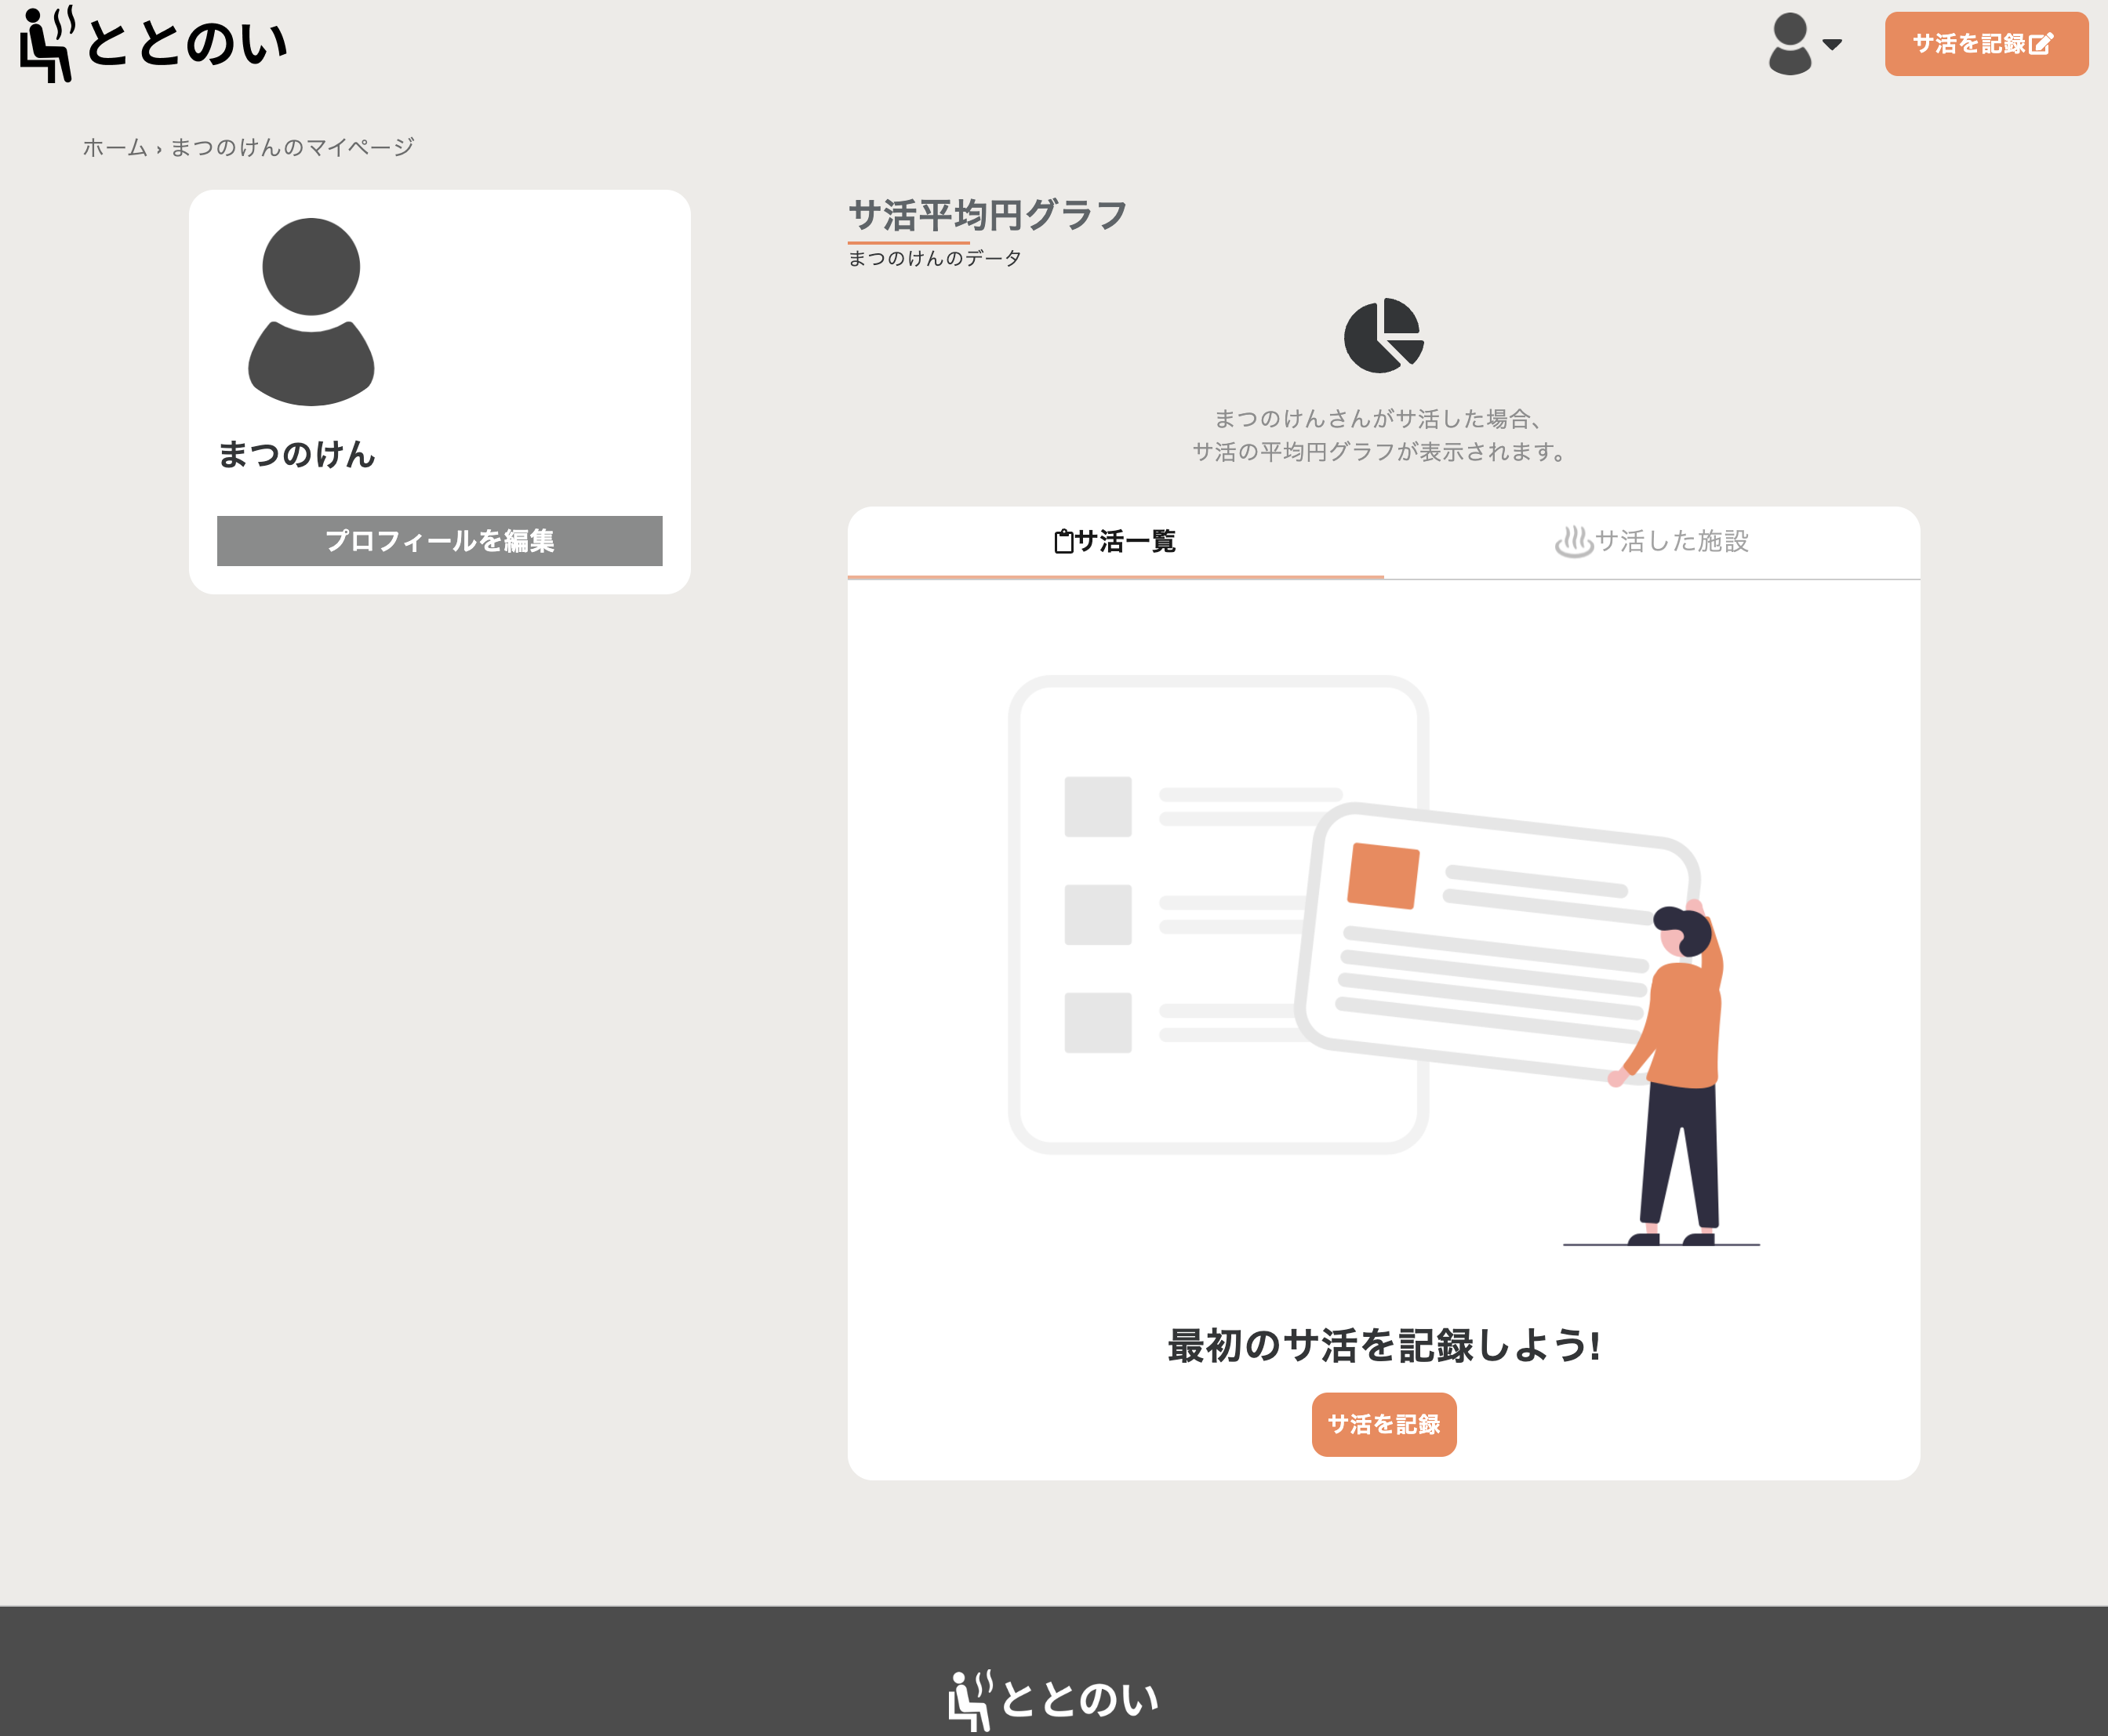 ととのい
サ活を記録
ホーム › まつのけんのマイページ
まつのけん
プロフィールを編集
サ活平均円グラフ
まつのけんのデータ
まつのけんさんがサ活した場合、
サ活の平均円グラフが表示されます。
サ活一覧
サ活した施設
最初のサ活を記録しよう!
サ活を記録
ととのい